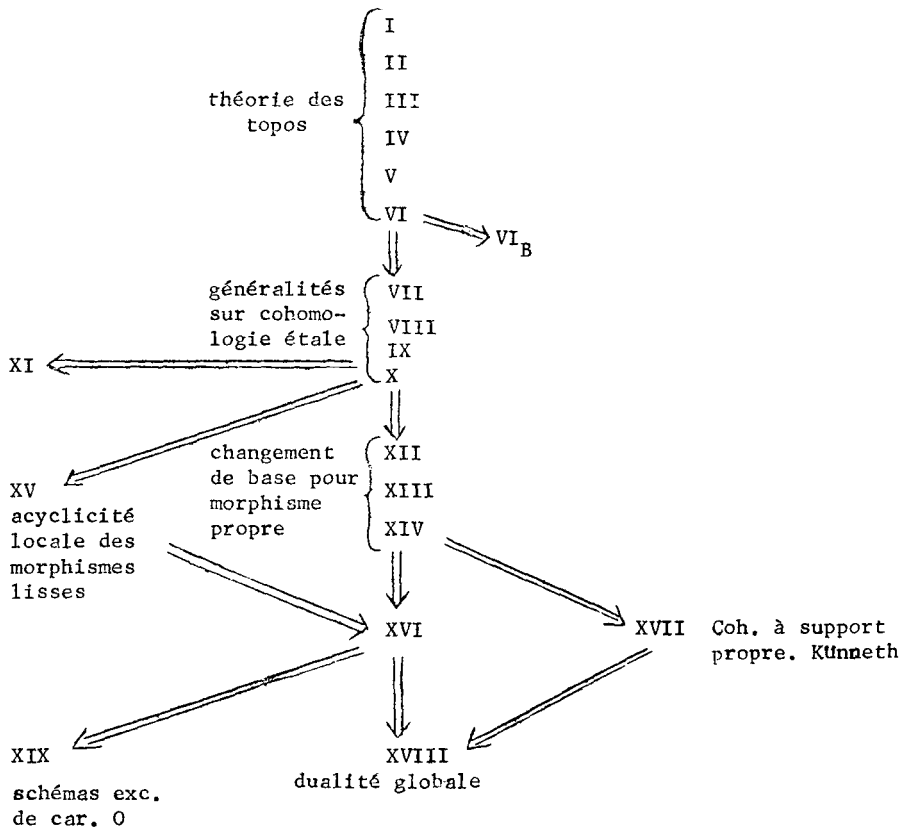 I
II
théorie des
topos
III
IV
V
VI
VI_B
généralités
sur cohomo-
logie étale
VII
VIII
IX
X
XI
changement
de base pour
morphisme
propre
XII
XIII
XIV
XV
acyclicité
locale des
morphismes
lisses
XVI
XVII Coh. à support
propre. Künneth
XIX
schémas exc.
de car. 0
XVIII
dualité globale